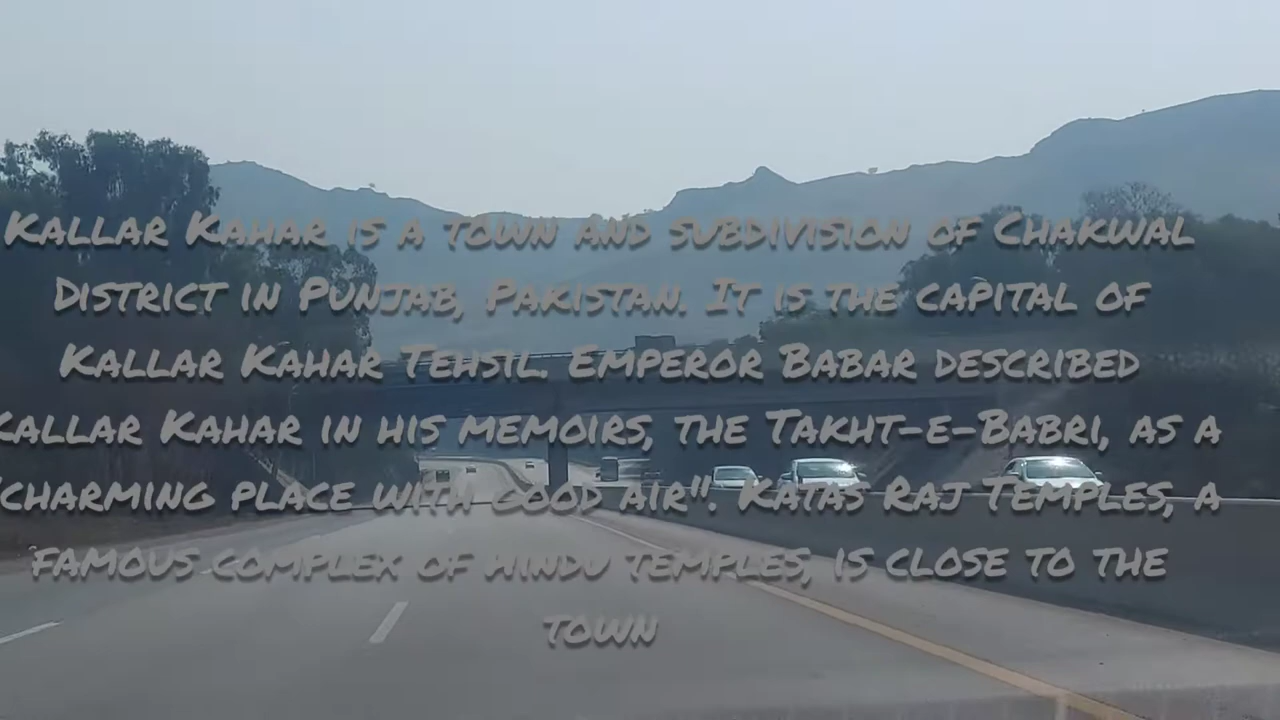 Kallar Kahar is a town and subdivision of Chakwal
District in Punjab, Pakistan. It is the capital of
Kallar Kahar Tehsil. Emperor Babar described
Kallar Kahar in his memoirs, the Takht-e-Babri, as a
"charming place with good air". Katas Raj Temples, a
famous complex of hindu temples, is close to the
town